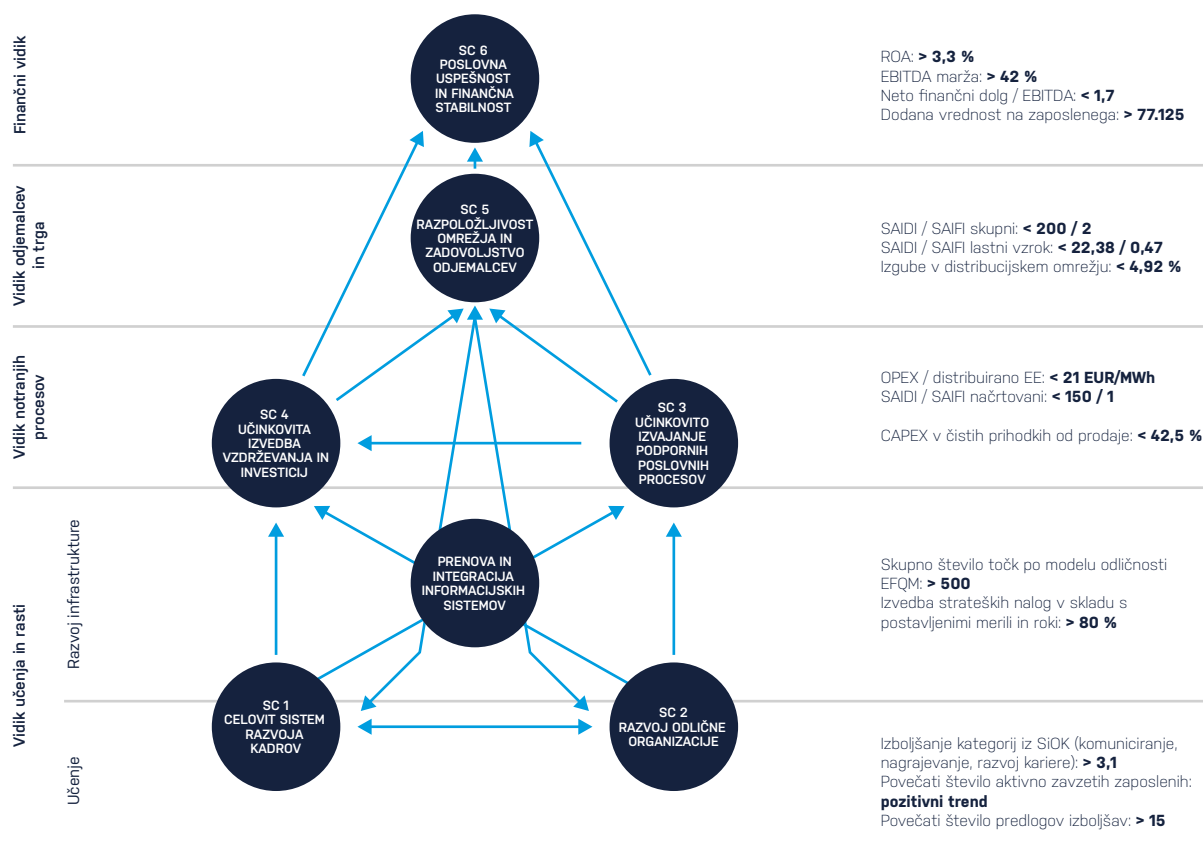 Finančni vidik
SC 6
POSLOVNA
USPEŠNOST
IN FINANČNA
STABILNOST
ROA: > 3,3 %
EBITDA marža: > 42 %
Neto finančni dolg / EBITDA: < 1,7
Dodana vrednost na zaposlenega: > 77.125
Vidik odjemalcev
in trga
SC 5
RAZPOLOŽLJIVOST
OMREŽJA IN
ZADOVOLJSTVO
ODJEMALCEV
SAIDI / SAIFI skupni: < 200 / 2
SAIDI / SAIFI lastni vzrok: < 22,38 / 0,47
Izgube v distribucijskem omrežju: < 4,92 %
Vidik notranjih
procesov
SC 4
UČINKOVITA
IZVEDBA
VZDRŽEVANJA IN
INVESTICIJ
SC 3
UČINKOVITO
IZVAJANJE
PODPORNIH
POSLOVNIH
PROCESOV
OPEX / distribuirano EE: < 21 EUR/MWh
SAIDI / SAIFI načrtovani: < 150 / 1
CAPEX v čistih prihodkih od prodaje: < 42,5 %
Vidik učenja in rasti
Razvoj infrastrukture
PRENOVA IN
INTEGRACIJA
INFORMACIJSKIH
SISTEMOV
Skupno število točk po modelu odličnosti
EFQM: > 500
Izvedba strateških nalog v skladu s
postavljenimi merili in roki: > 80 %
Učenje
SC 1
CELOVIT SISTEM
RAZVOJA
KADROV
SC 2
RAZVOJ ODLIČNE
ORGANIZACIJE
Izboljšanje kategorij iz SiOK (komuniciranje,
nagrajevanje, razvoj kariere): > 3,1
Povečati število aktivno zavzetih zaposlenih:
pozitivni trend
Povečati število predlogov izboljšav: > 15